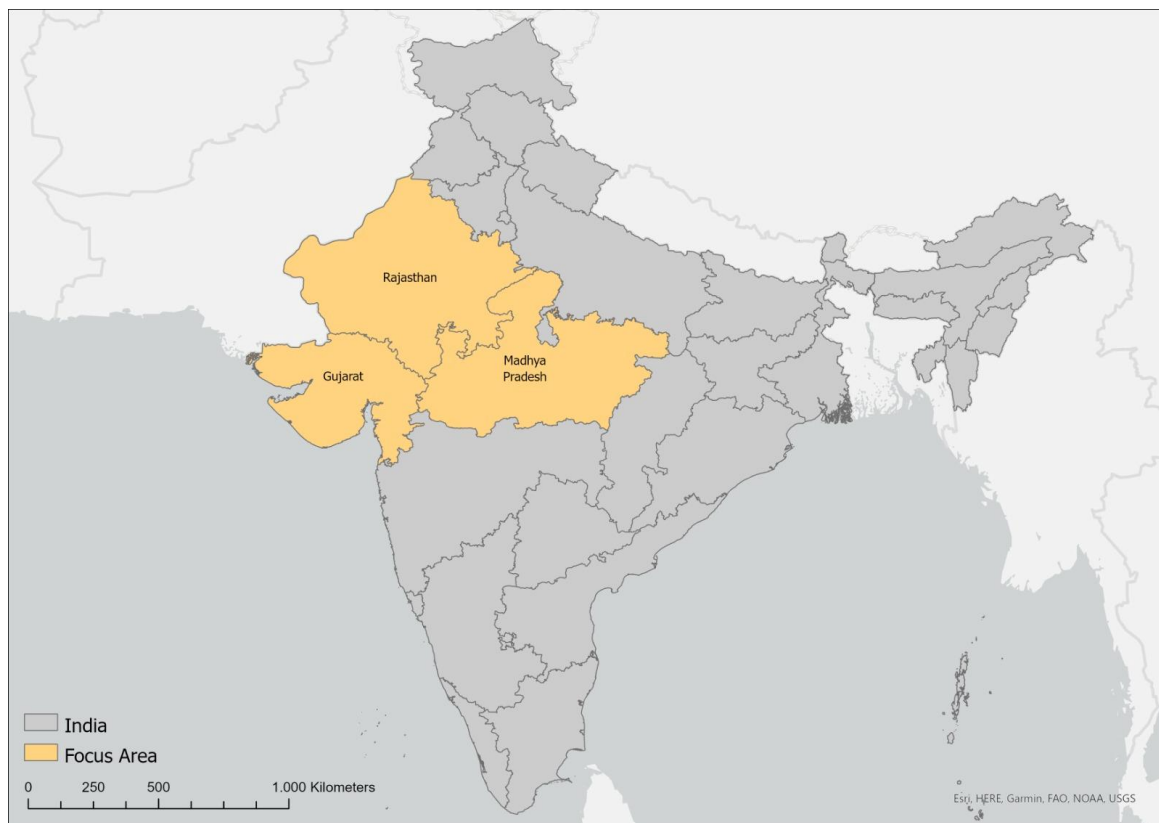 Rajasthan
Gujarat
Madhya
Pradesh
India
Focus Area
0 250 500 1.000 Kilometers
Esri, HERE, Garmin, FAO, NOAA, USGS